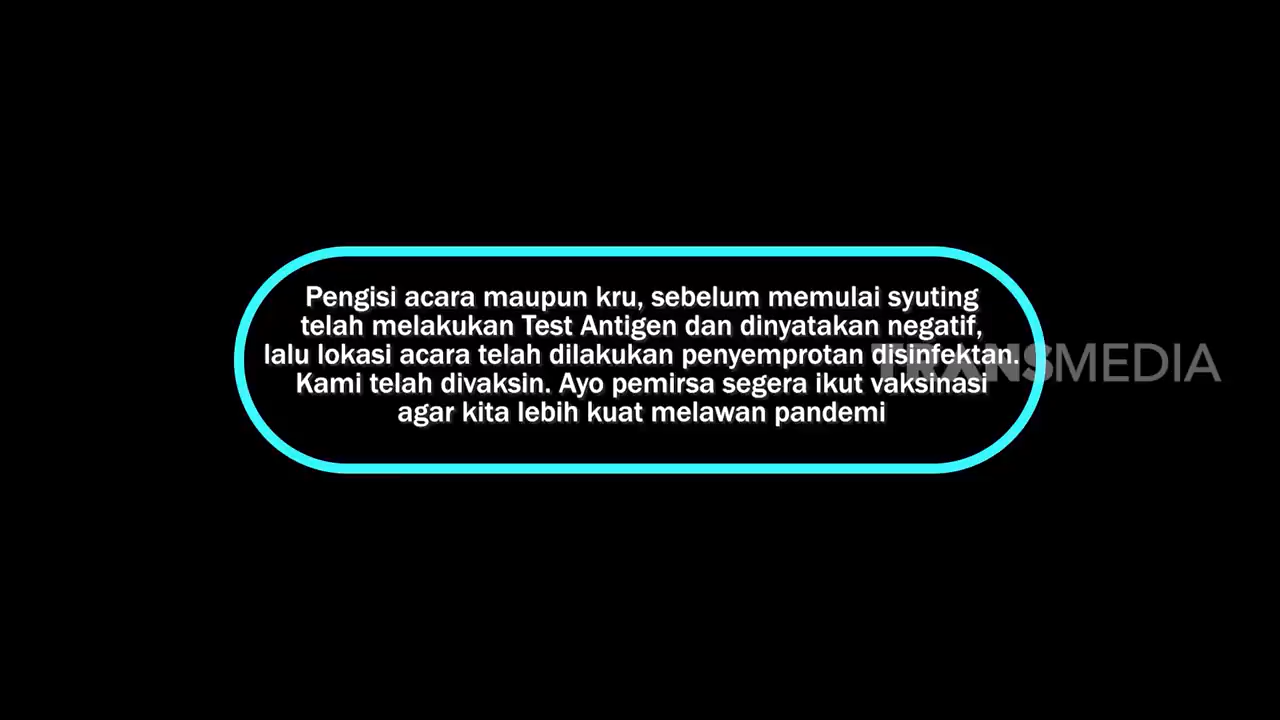 Pengisi acara maupun kru, sebelum memulai syuting
telah melakukan Test Antigen dan dinyatakan negatif,
lalu lokasi acara telah dilakukan penyemprotan disinfektan.
Kami telah divaksin. Ayo pemirsa segera ikut vaksinasi
agar kita lebih kuat melawan pandemi
TRANSMEDIA